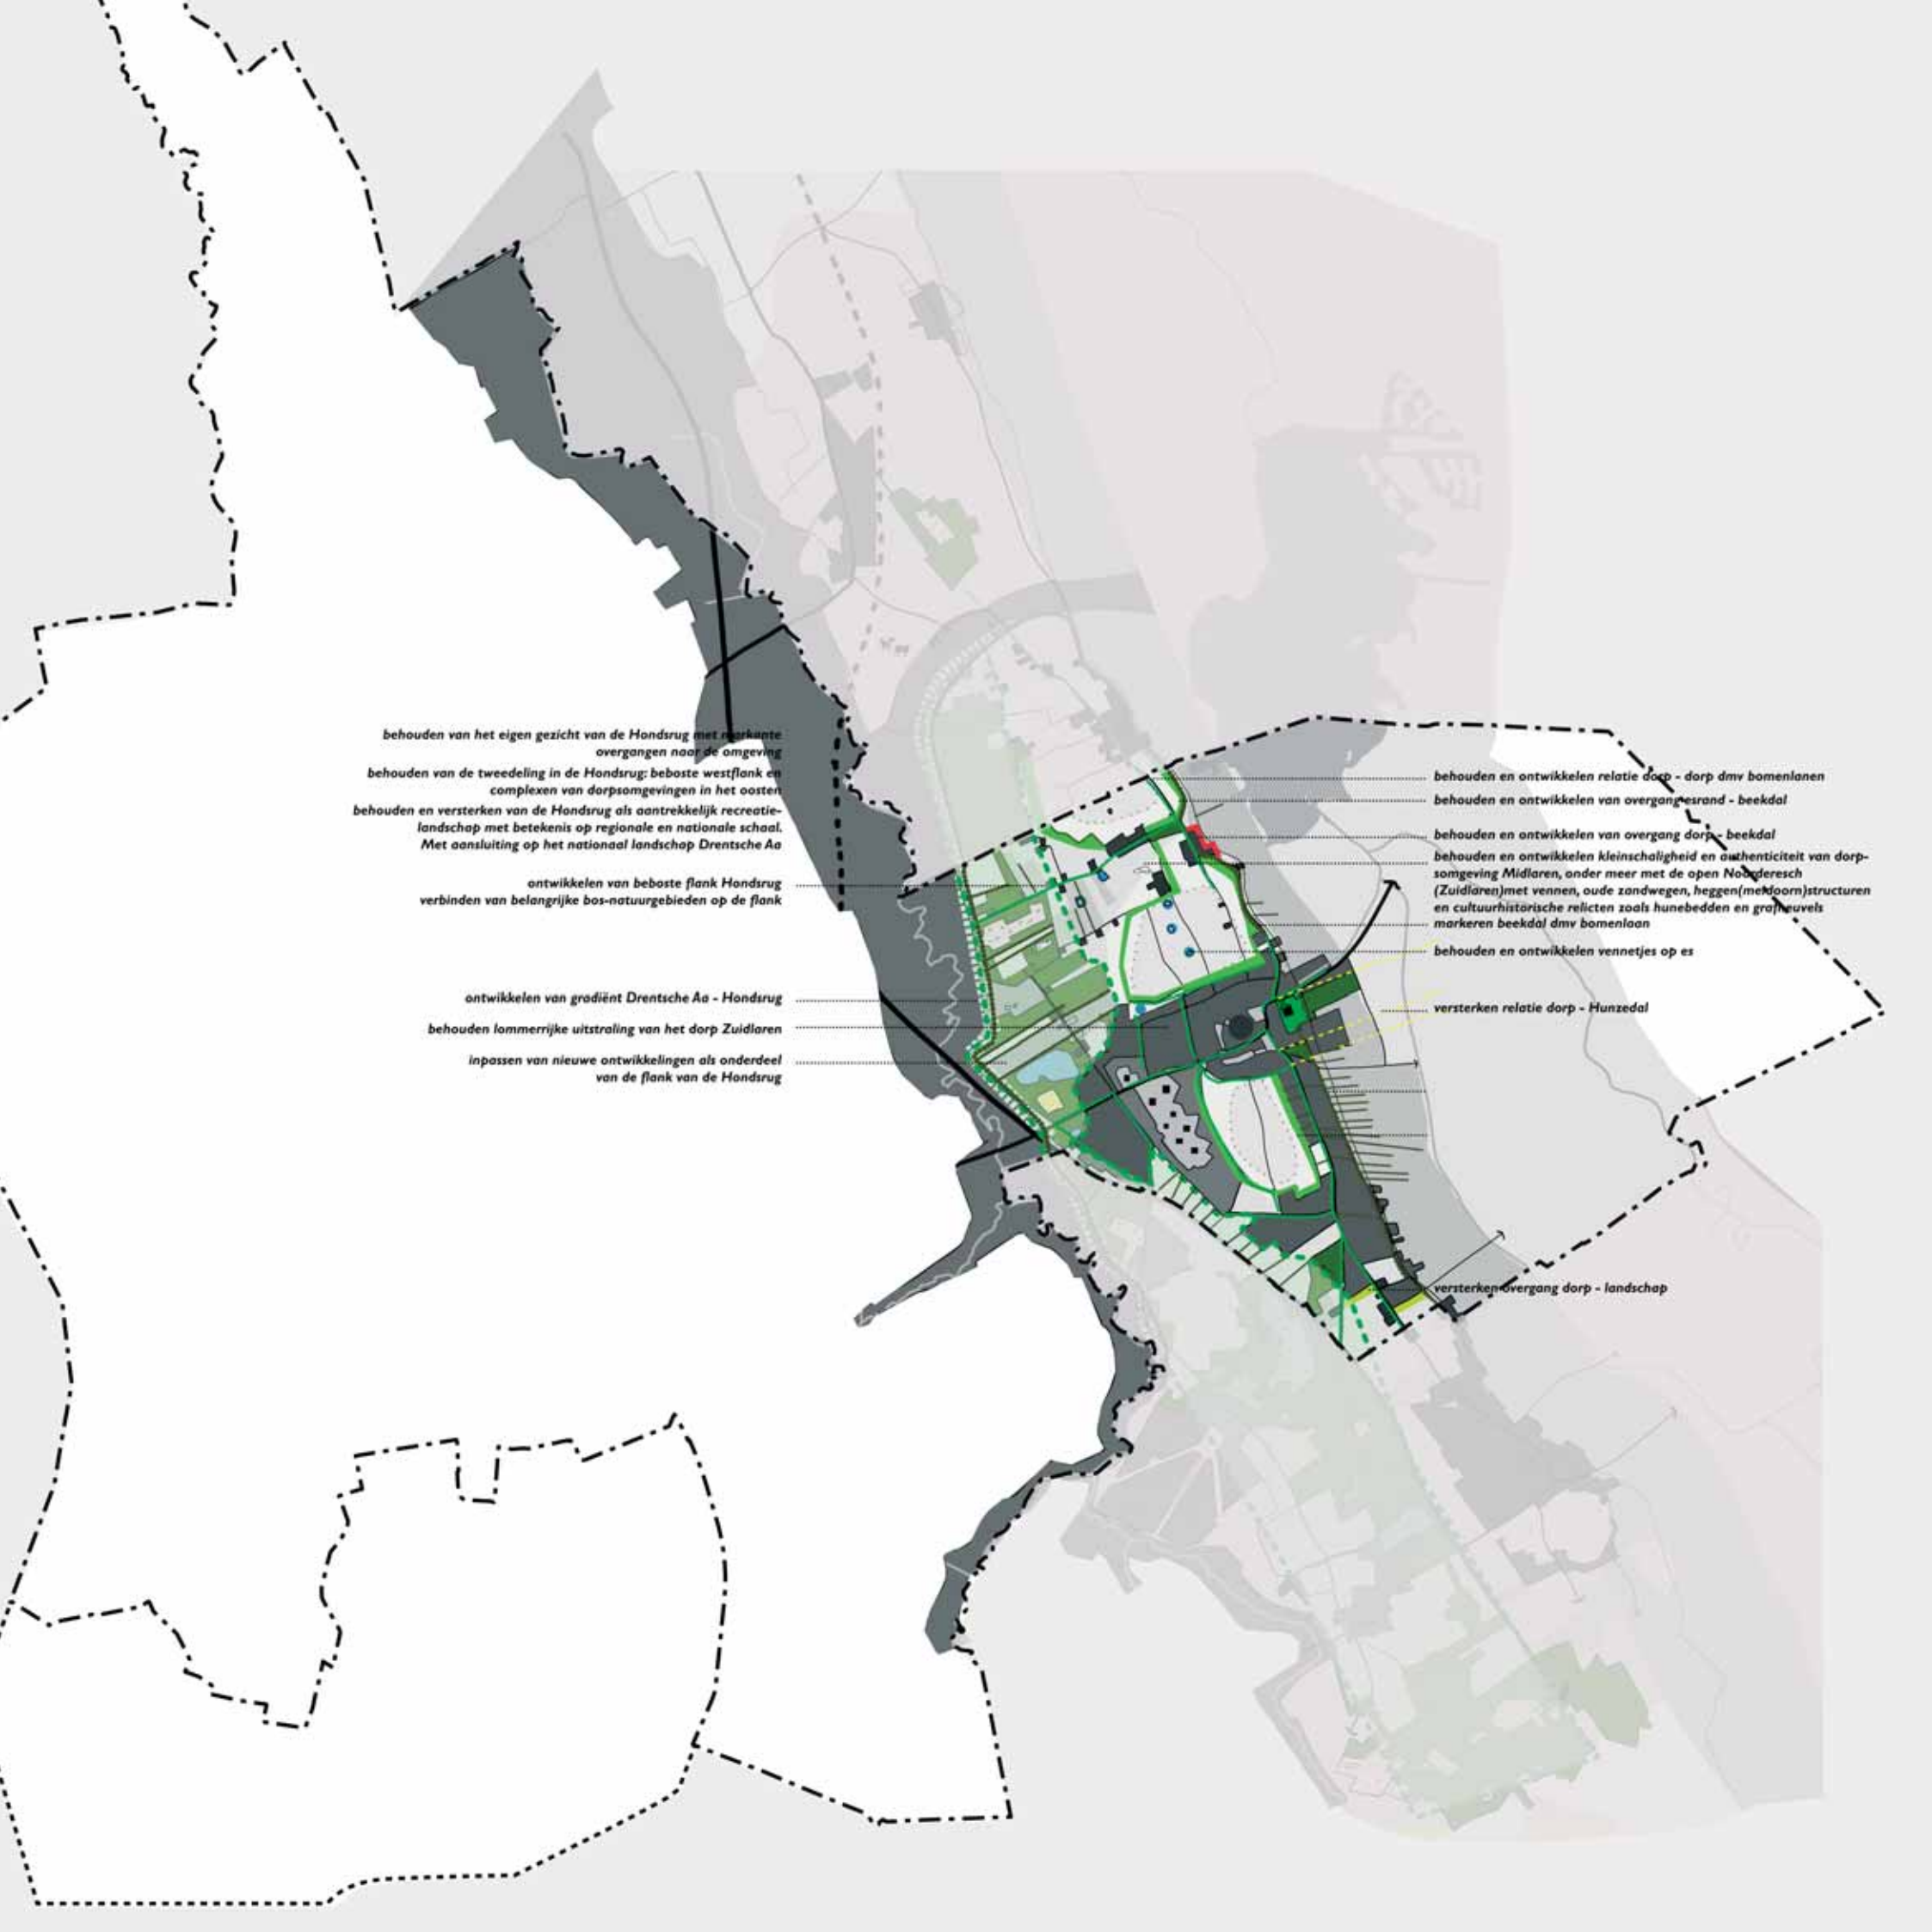 behouden van het eigen gezicht van de Hondsrug met markante
overgangen naar de omgeving
behouden van de tweedeling in de Hondsrug: beboste westflank en
complexen van dorpsomgevingen in het oosten
behouden en versterken van de Hondsrug als aantrekkelijk recreatie-
landschap met betekenis op regionale en nationale schaal.
Met aansluiting op het nationaal landschap Drentsche Aa
ontwikkelen van beboste flank Hondsrug
verbinden van belangrijke bos-natuurgebieden op de flank
ontwikkelen van gradiënt Drentsche Aa - Hondsrug
behouden lommerrijke uitstraling van het dorp Zuidlaren
inpassen van nieuwe ontwikkelingen als onderdeel
van de flank van de Hondsrug
behouden en ontwikkelen relatie dorp - dorp dmv bomenlanen
behouden en ontwikkelen van overgang esrand - beekdal
behouden en ontwikkelen van overgang dorp - beekdal
behouden en ontwikkelen kleinschaligheid en authenticiteit van dorp-
somgeving Midlaren, onder meer met de open Noorderesch
(Zuidlaren)met vennen, oude zandwegen, heggen(meidoorn)structuren
en cultuurhistorische relicten zoals hunebedden en grafheuvels
markeren beekdal dmv bomenlaan
behouden en ontwikkelen vennetjes op es
versterken relatie dorp - Hunzedal
versterken overgang dorp - landschap